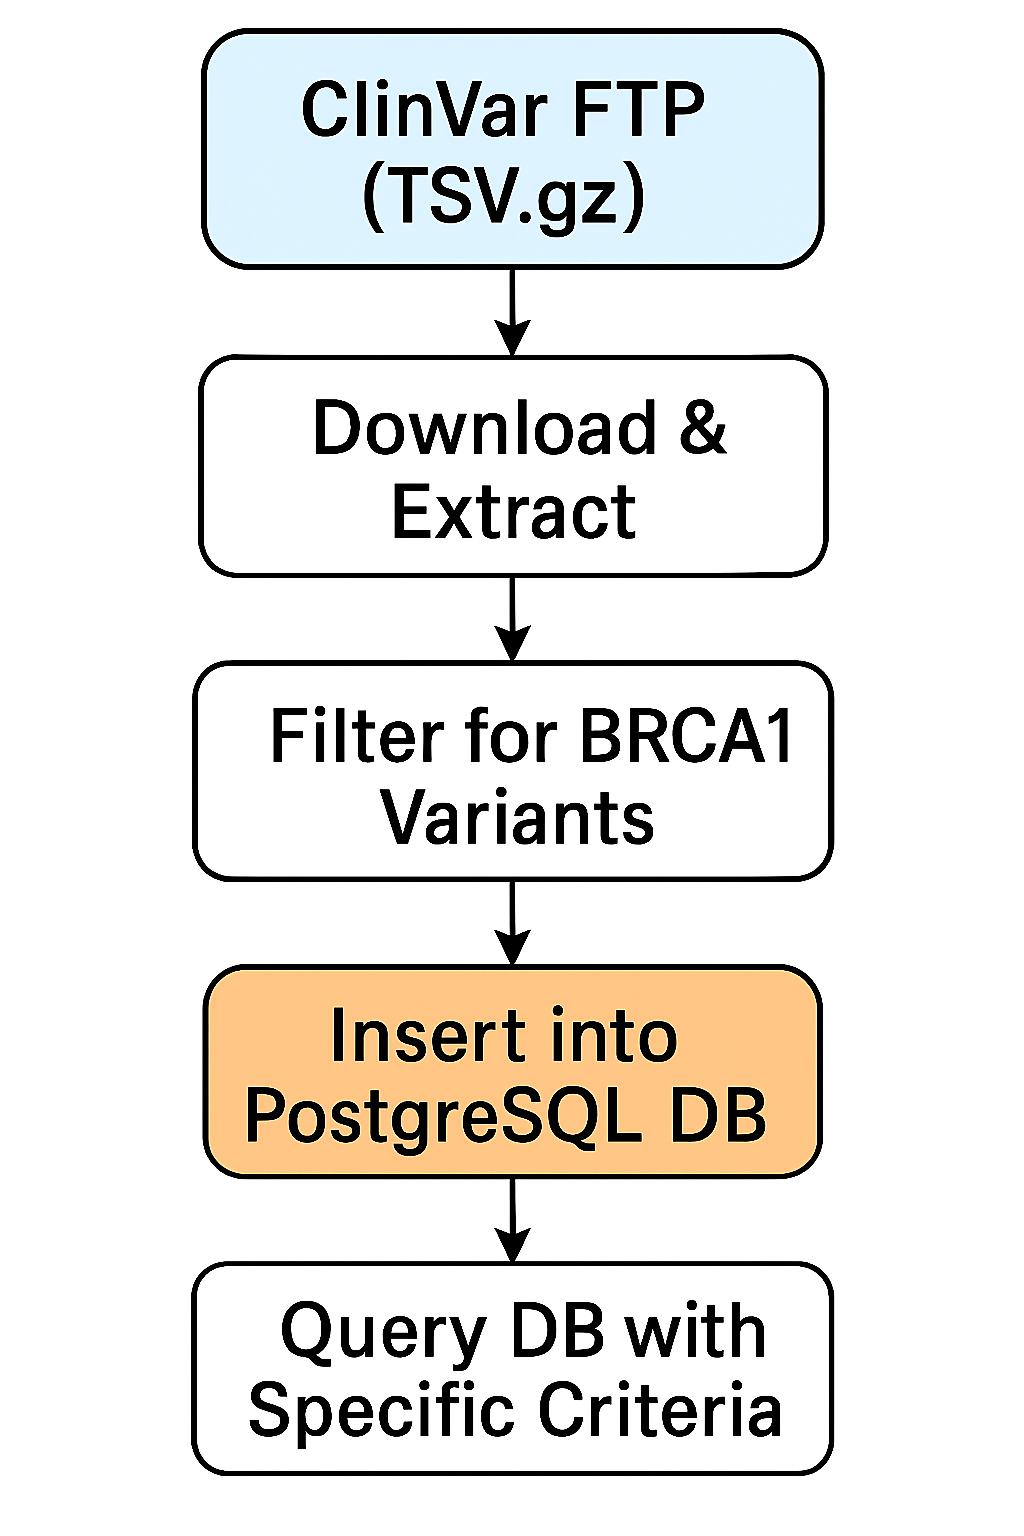 ClinVar FTP
(TSV.gz)
Download &
Extract
Filter for BRCA1
Variants
Insert into
PostgreSQL DB
Query DB with
Specific Criteria